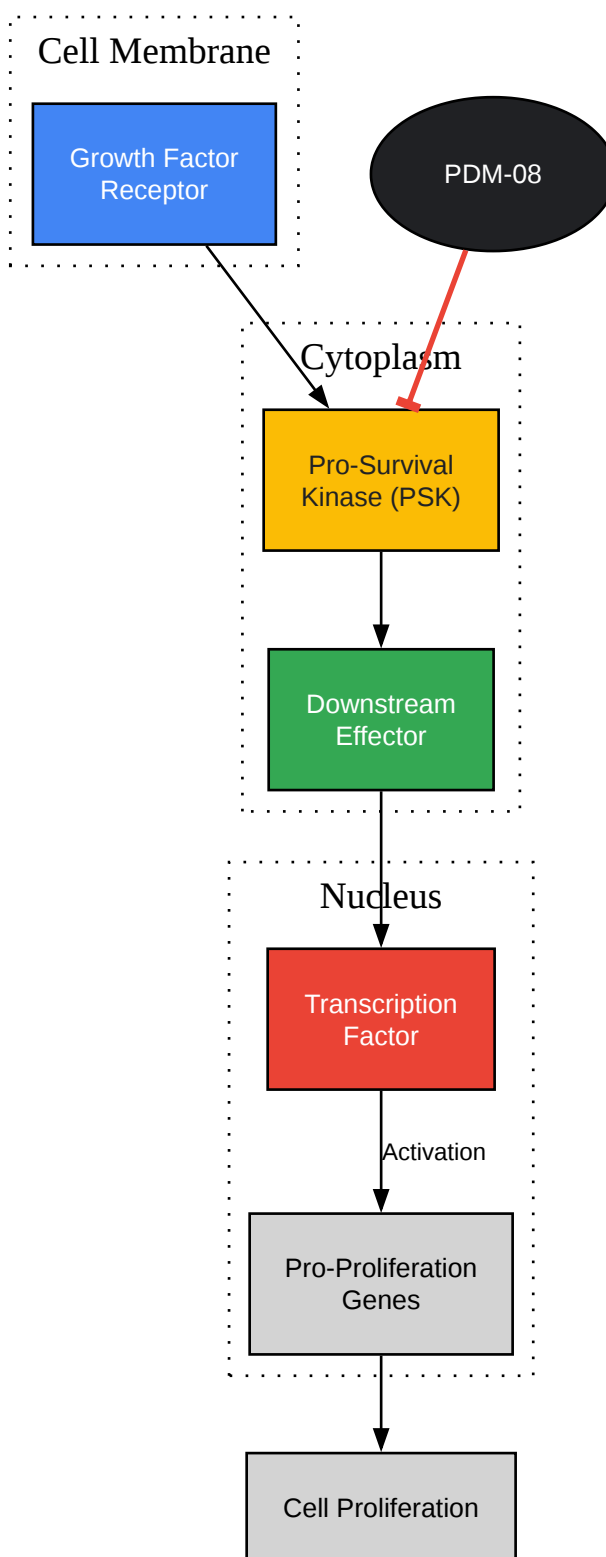 Cell Membrane
Growth Factor
Receptor
PDM-08
Cytoplasm
Pro-Survival
Kinase (PSK)
Downstream
Effector
Nucleus
Transcription
Factor
Activation
Pro-Proliferation
Genes
Cell Proliferation